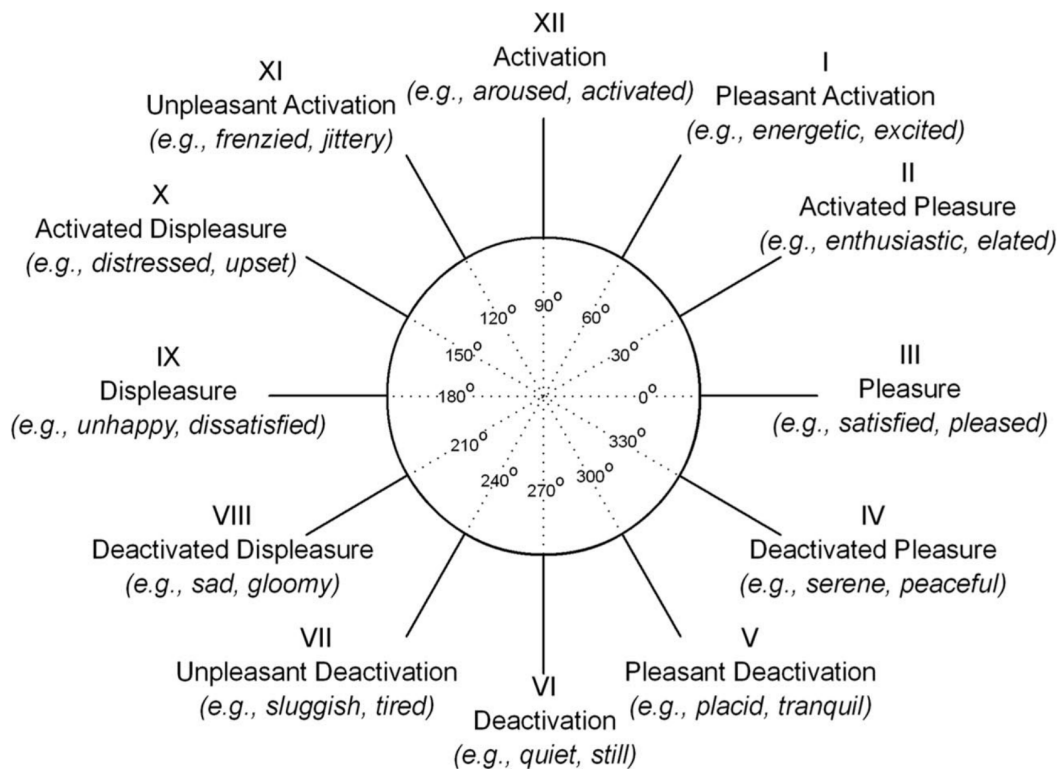 XII
Activation
(e.g., aroused, activated)
I
Pleasant Activation
(e.g., energetic, excited)
II
Activated Pleasure
(e.g., enthusiastic, elated)
III
Pleasure
(e.g., satisfied, pleased)
IV
Deactivated Pleasure
(e.g., serene, peaceful)
V
Pleasant Deactivation
(e.g., placid, tranquil)
VI
Deactivation
(e.g., quiet, still)
VII
Unpleasant Deactivation
(e.g., sluggish, tired)
VIII
Deactivated Displeasure
(e.g., sad, gloomy)
IX
Displeasure
(e.g., unhappy, dissatisfied)
X
Activated Displeasure
(e.g., distressed, upset)
XI
Unpleasant Activation
(e.g., frenzied, jittery)
90°
60°
30°
0°
330°
300°
270°
240°
210°
180°
150°
120°